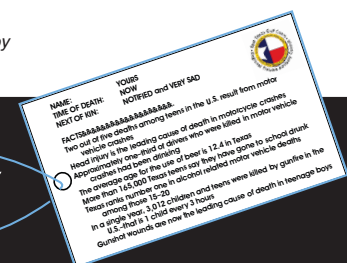 by
NAME: YOURS
TIME OF DEATH: NOW
NEXT OF KIN: NOTIFIED and VERY SAD
FACTS&&&&&&&&&&&&&&&&&&&.
Two out of five deaths among teens in the U.S. result from motor
vehicle crashes
Head injury is the leading cause of death in motorcycle crashes
Approximately one-third of drivers who were killed in motor vehicle
crashes had been drinking
The average age for the use of beer is 12.4 in Texas
More than 165,000 Texas teens say they have gone to school drunk
Texas ranks number one in alcohol related motor vehicle deaths
among those 15-20
In a single year, 3,012 children and teens were killed by gunfire in the
U.S.-that is 1 child every 3 hours
Gunshot wounds are now the leading cause of death in teenage boys